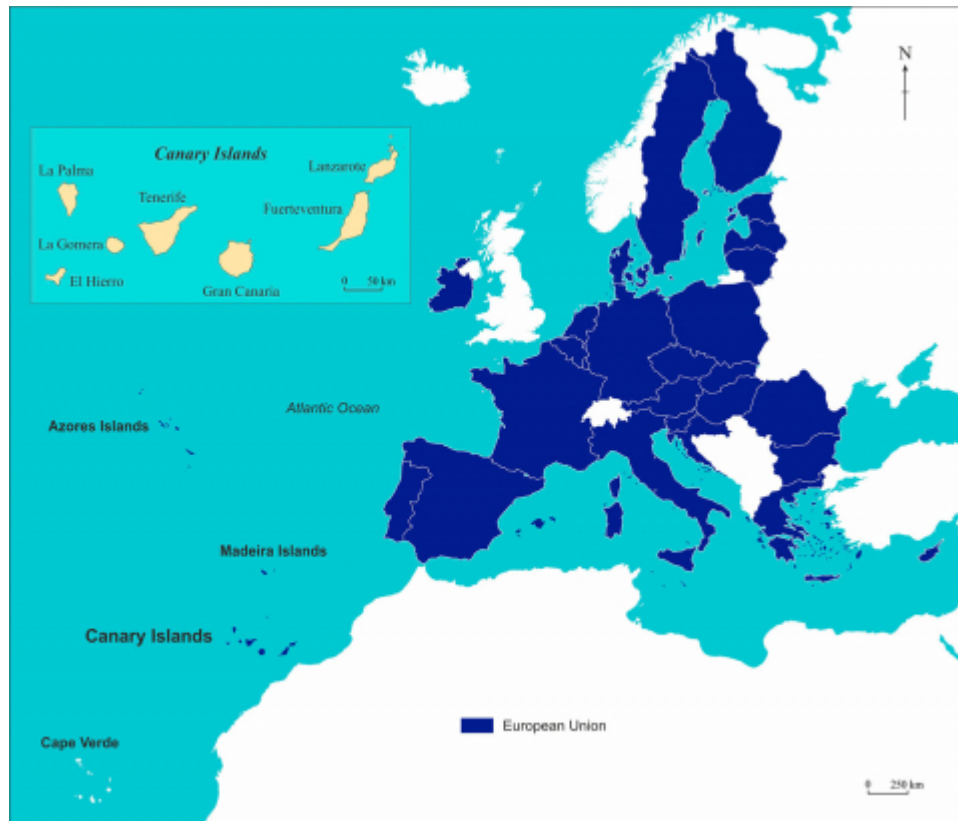 N
Canary Islands
La Palma
Lanzarote
Tenerife
Fuerteventura
La Gomera
El Hierro
Gran Canaria
0 50 km
Atlantic Ocean
Azores Islands
Madeira Islands
Canary Islands
European Union
Cape Verde
0 250 km